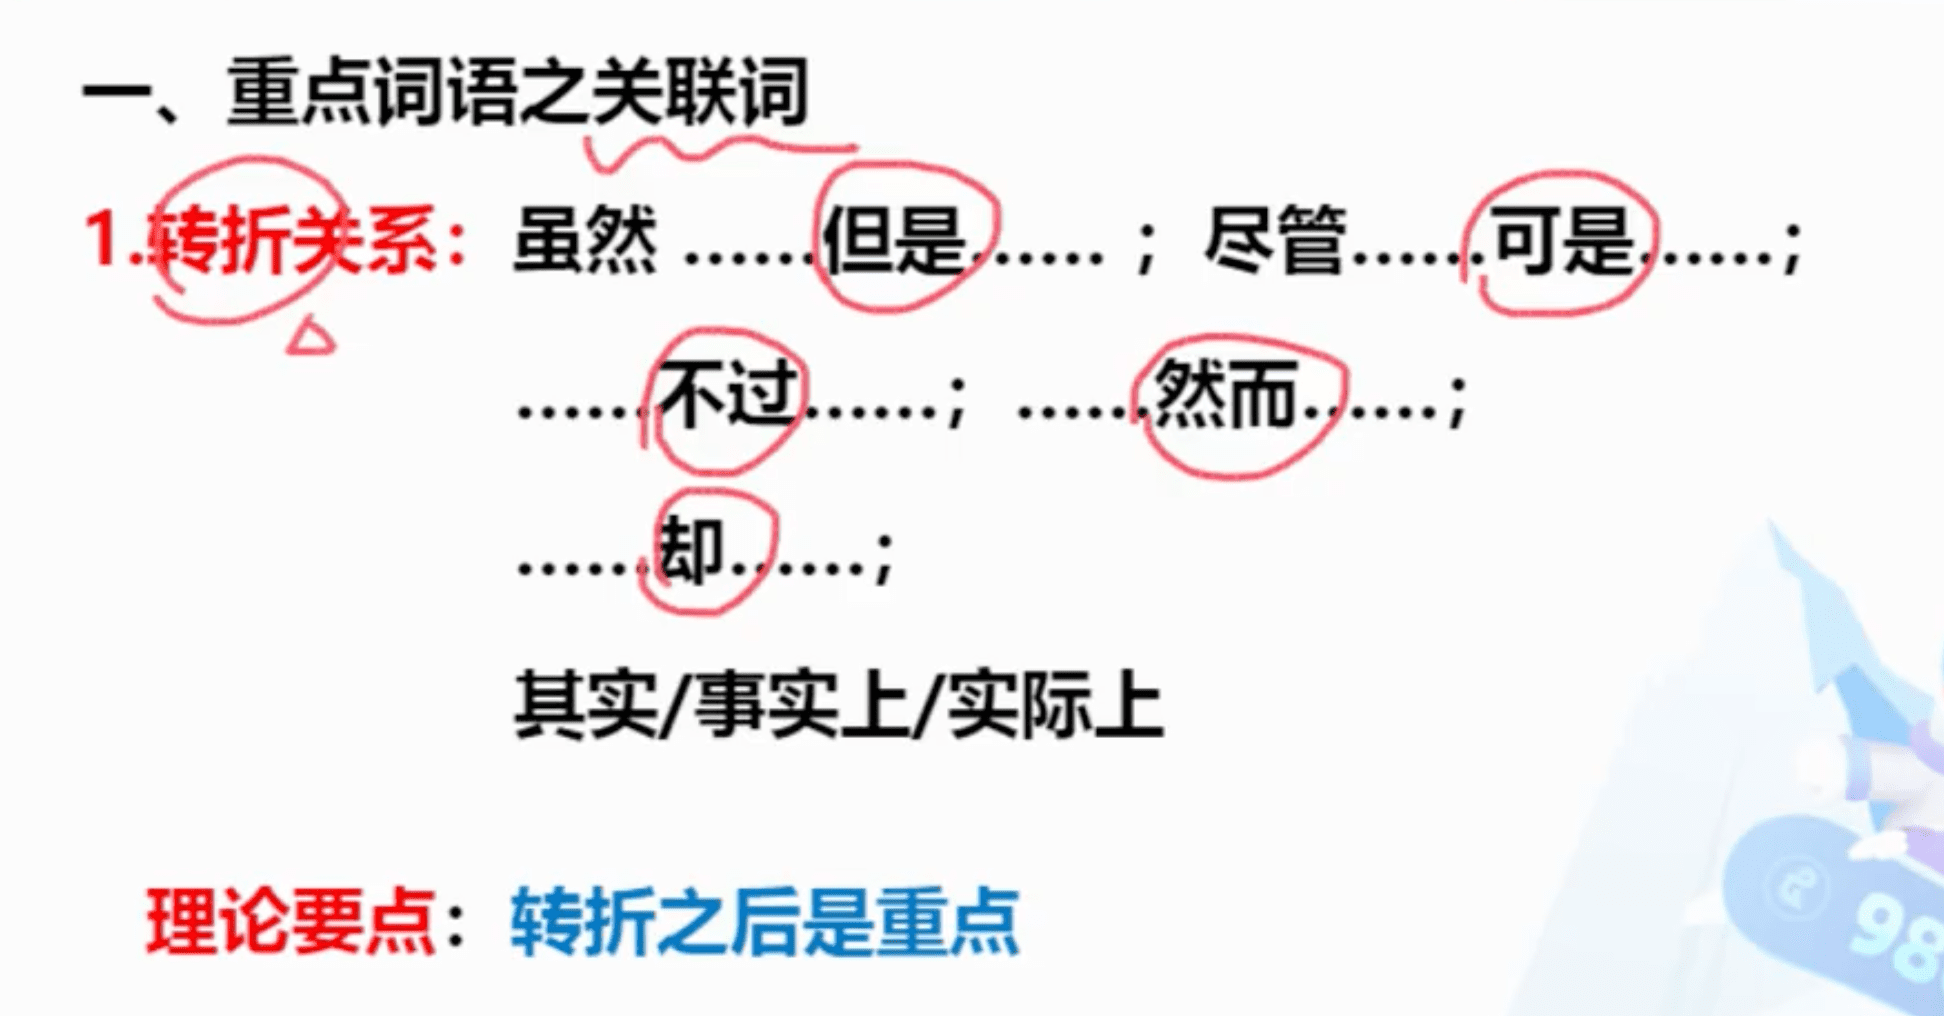 一、重点词语之关联词
1.转折关系：虽然 ......但是...... ；尽管......可是......；
......不过......；......然而......；
......却......；
其实/事实上/实际上
理论要点：转折之后是重点